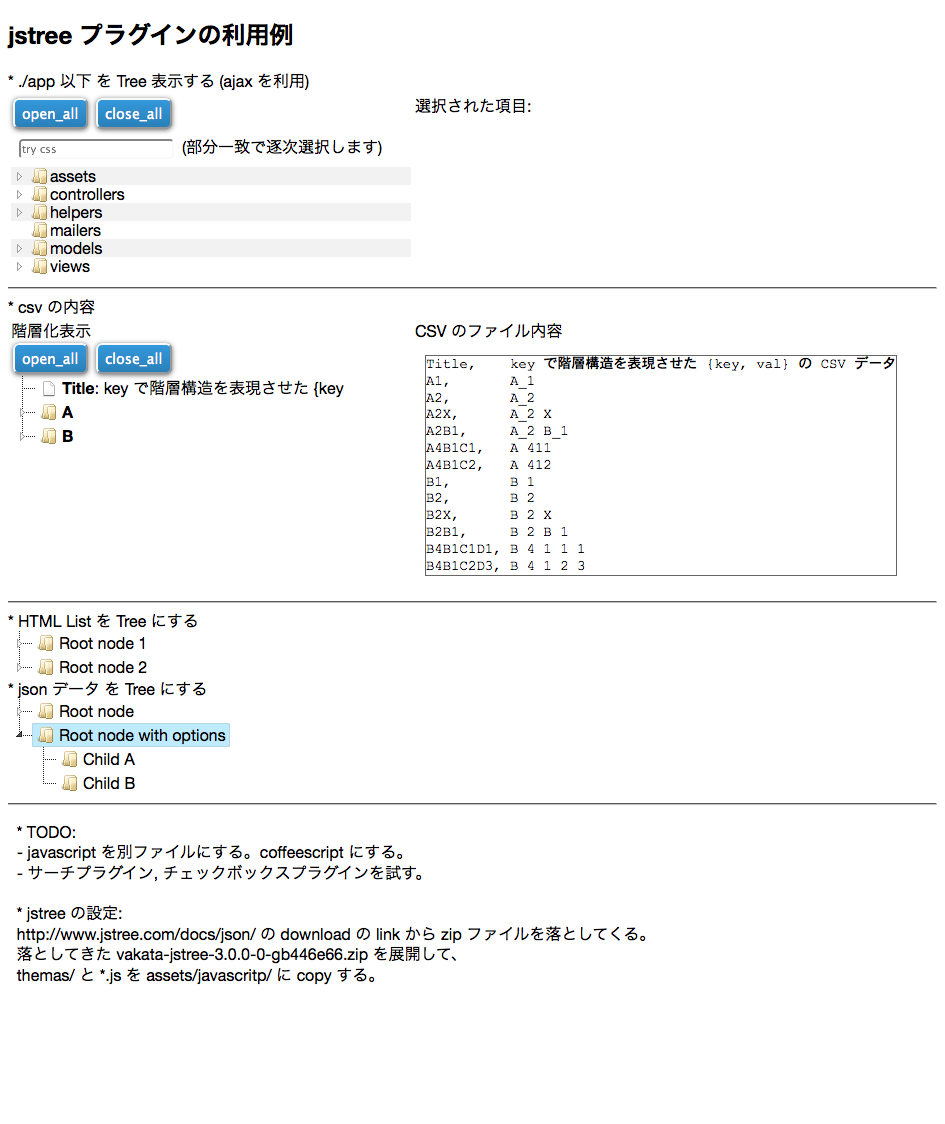 jstree プラグインの利用例
* ./app 以下 を Tree 表示する (ajax を利用)
open_all close_all
選択された項目:
try css (部分一致で逐次選択します)
assets
controllers
helpers
mailers
models
views
* csv の内容
階層化表示
open_all close_all
Title: key で階層構造を表現させた {key
A
B
CSV のファイル内容
Title, key で階層構造を表現させた {key, val} の CSV データ
A1, A_1
A2, A_2
A2X, A_2 X
A2B1, A_2 B_1
A4B1C1, A 411
A4B1C2, A 412
B1, B 1
B2, B 2
B2X, B 2 X
B2B1, B 2 B 1
B4B1C1D1, B 4 1 1 1
B4B1C2D3, B 4 1 2 3
* HTML List を Tree にする
Root node 1
Root node 2
* json データ を Tree にする
Root node
Root node with options
Child A
Child B
* TODO:
- javascript を別ファイルにする。coffeescript にする。
- サーチプラグイン, チェックボックスプラグインを試す。
* jstree の設定:
http://www.jstree.com/docs/json/ の download の link から zip ファイルを落としてくる。
落としてきた vakata-jstree-3.0.0-0-gb446e66.zip を展開して、
themas/ と *.js を assets/javascritp/ に copy する。